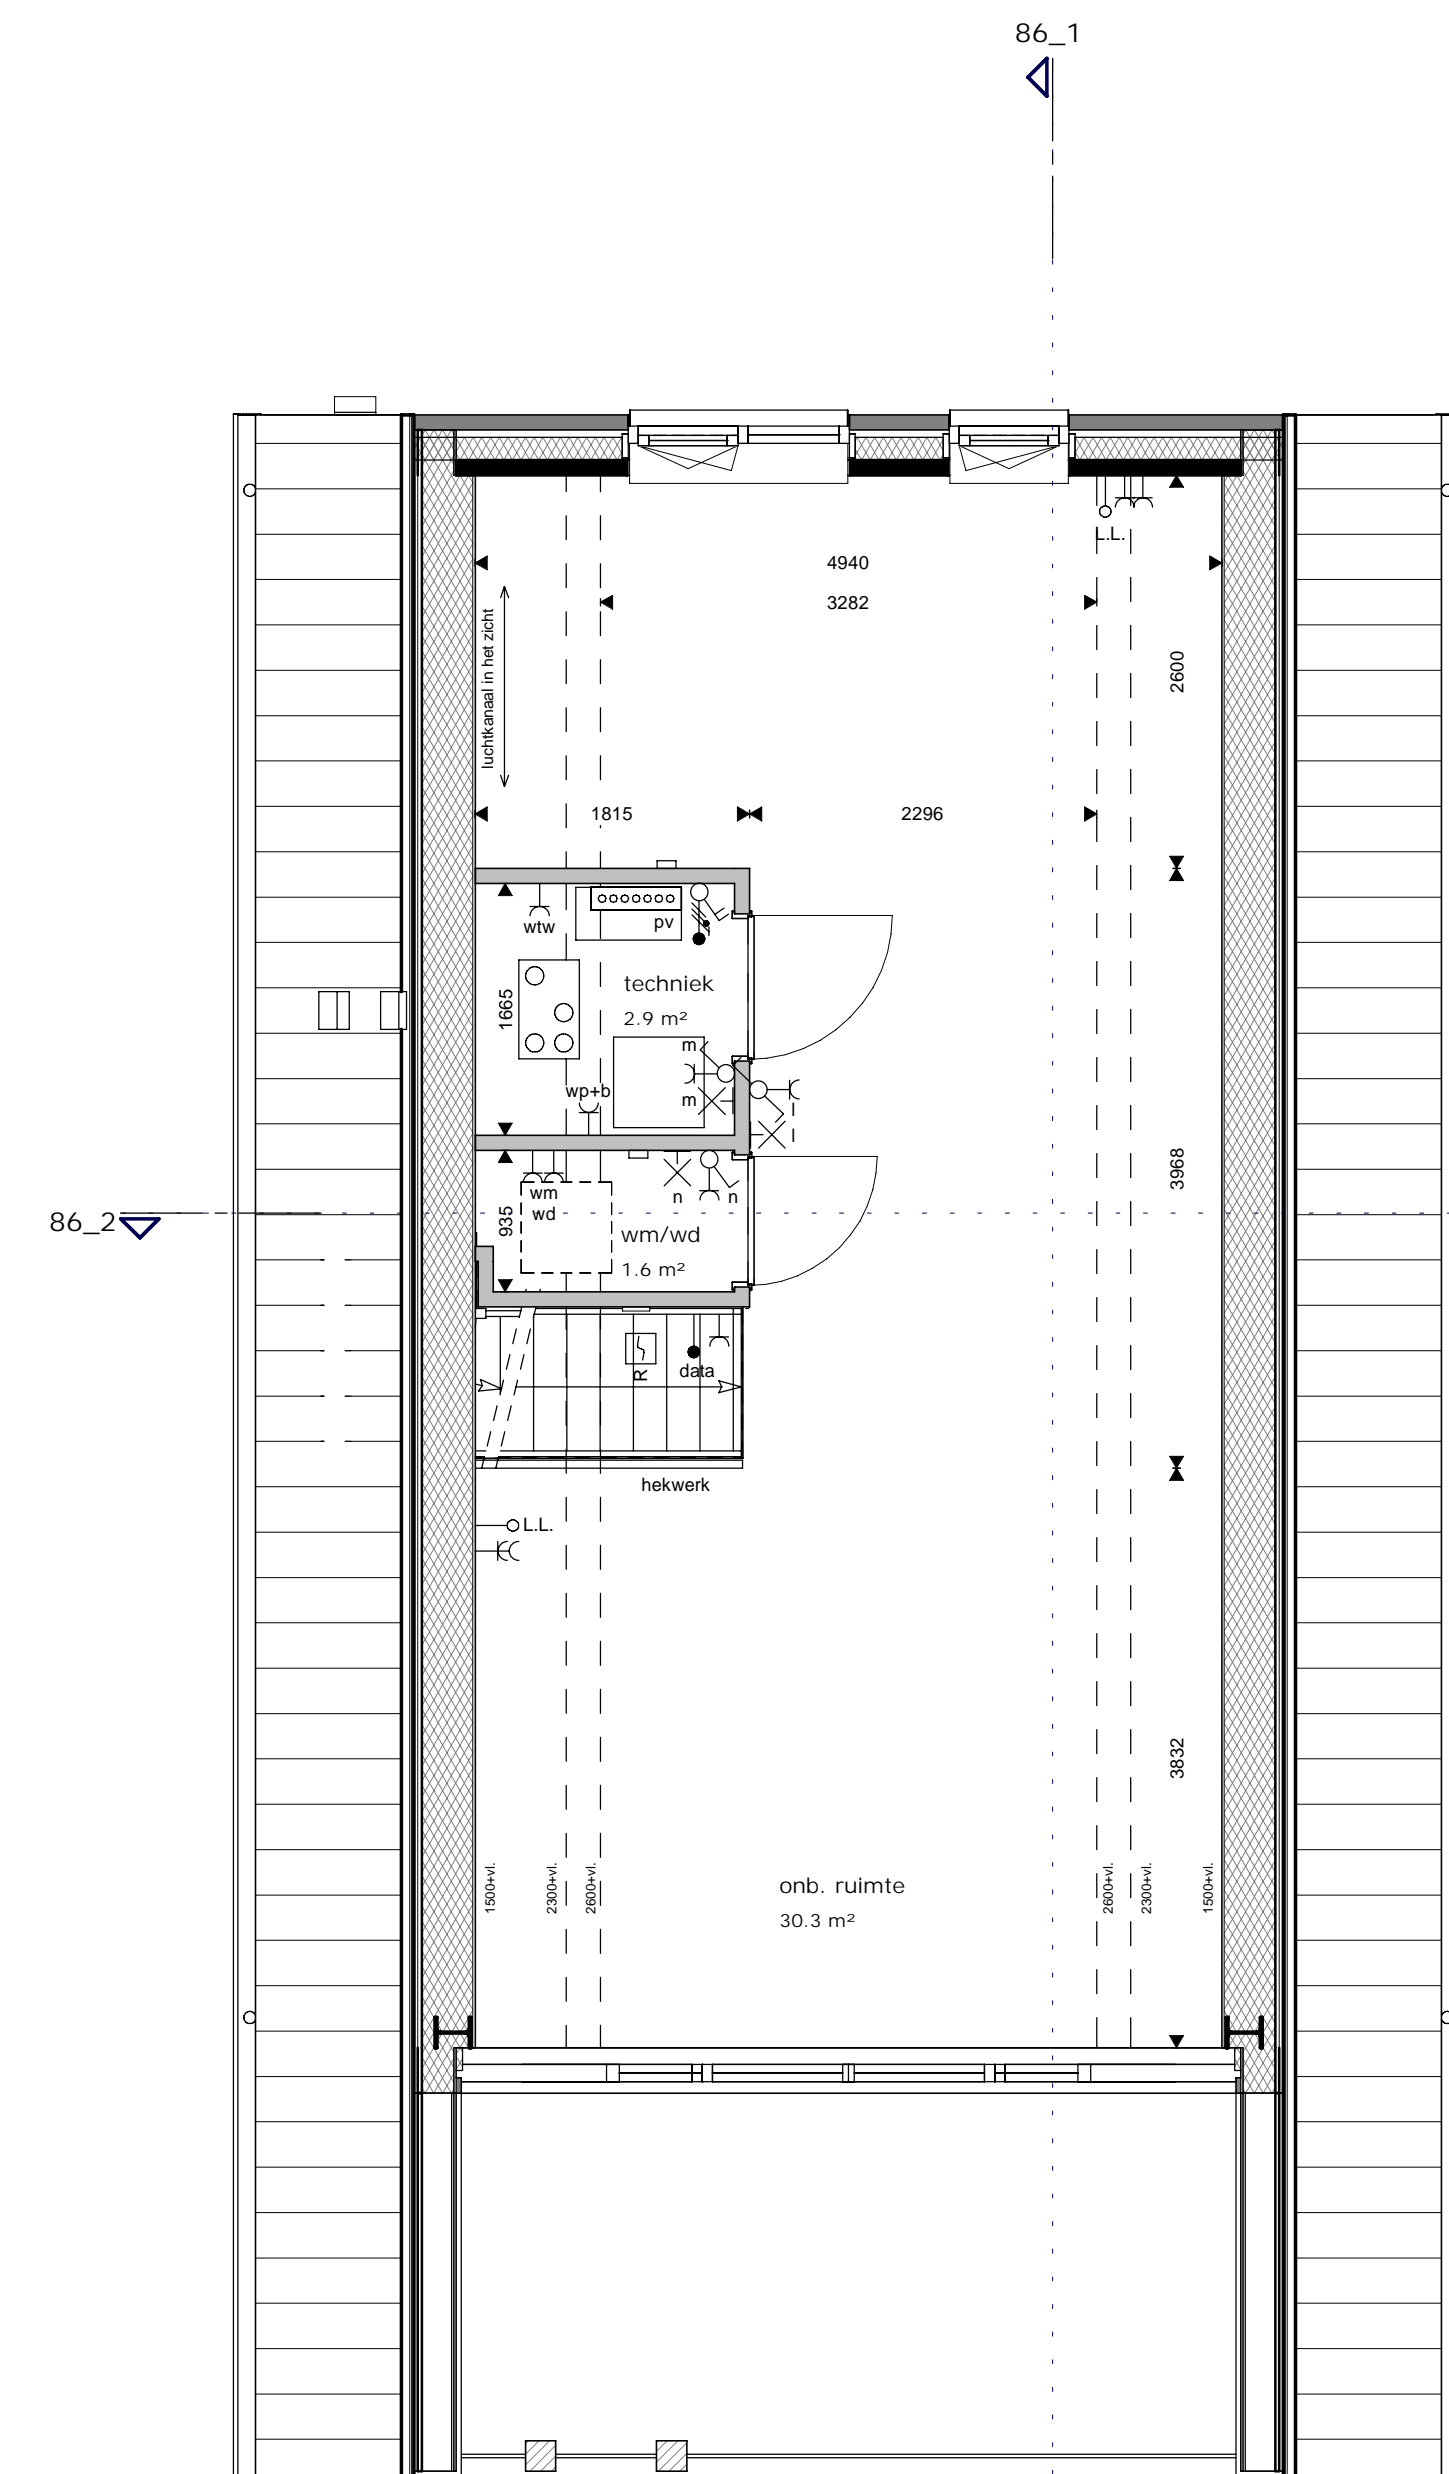 86_1
L.L.
4940
3282
2600
luchtkanaal in het zicht
1815
2296
wtw
pv
techniek
2.9 m²
1665
m
wp+b
m
l
l
3968
wm
wd
n
n
86_2
935
wm/wd
1.6 m²
R
data
hekwerk
L.L.
3832
1500+vl.
2300+vl.
2600+vl.
onb. ruimte
30.3 m²
2600+vl.
2300+vl.
1500+vl.